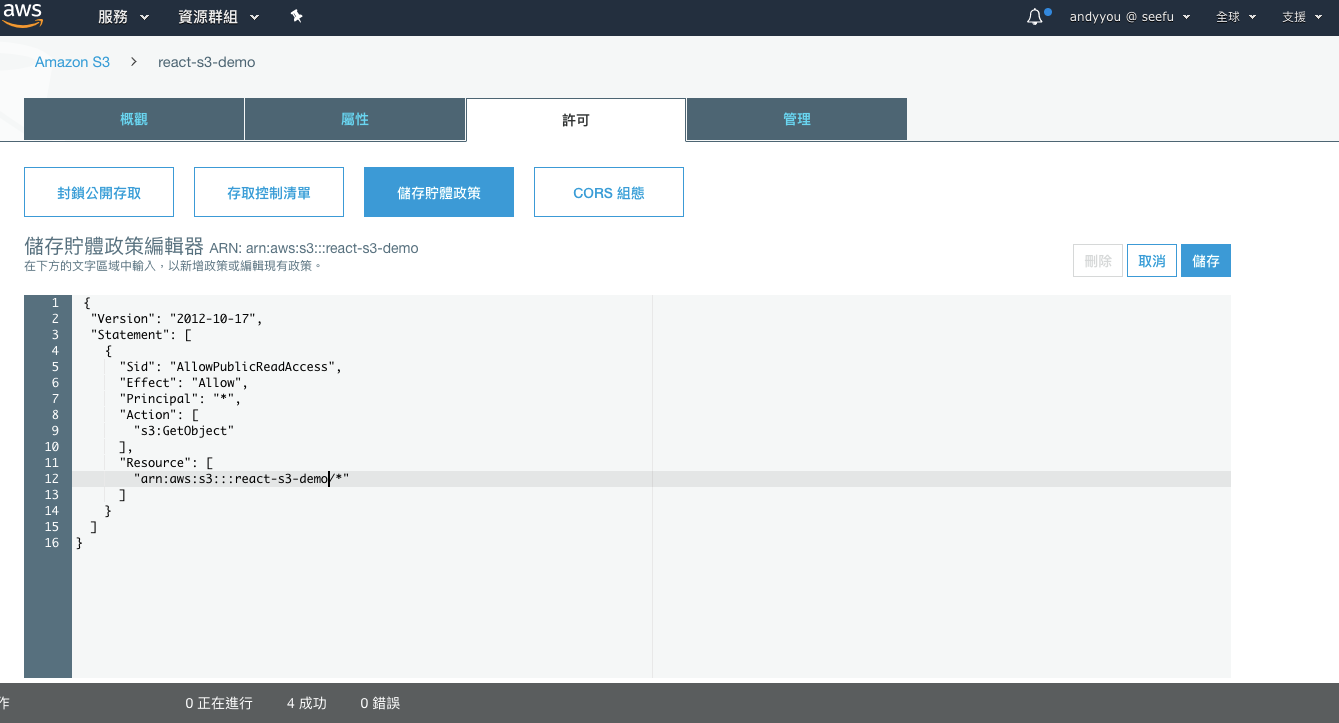 aws 服務 資源群組 andyyou @ seefu 全球 支援
Amazon S3 > react-s3-demo
概觀 屬性 許可 管理
封鎖公開存取 存取控制清單 儲存貯體政策 CORS 組態
儲存貯體政策編輯器 ARN: arn:aws:s3:::react-s3-demo
在下方的文字區域中輸入，以新增政策或編輯現有政策。
刪除 取消 儲存
1 {
2 "Version": "2012-10-17",
3 "Statement": [
4 {
5 "Sid": "AllowPublicReadAccess",
6 "Effect": "Allow",
7 "Principal": "*",
8 "Action": [
9 "s3:GetObject"
10 ],
11 "Resource": [
12 "arn:aws:s3:::react-s3-demo/*"
13 ]
14 }
15 ]
16 }
作 0 正在進行 4 成功 0 錯誤